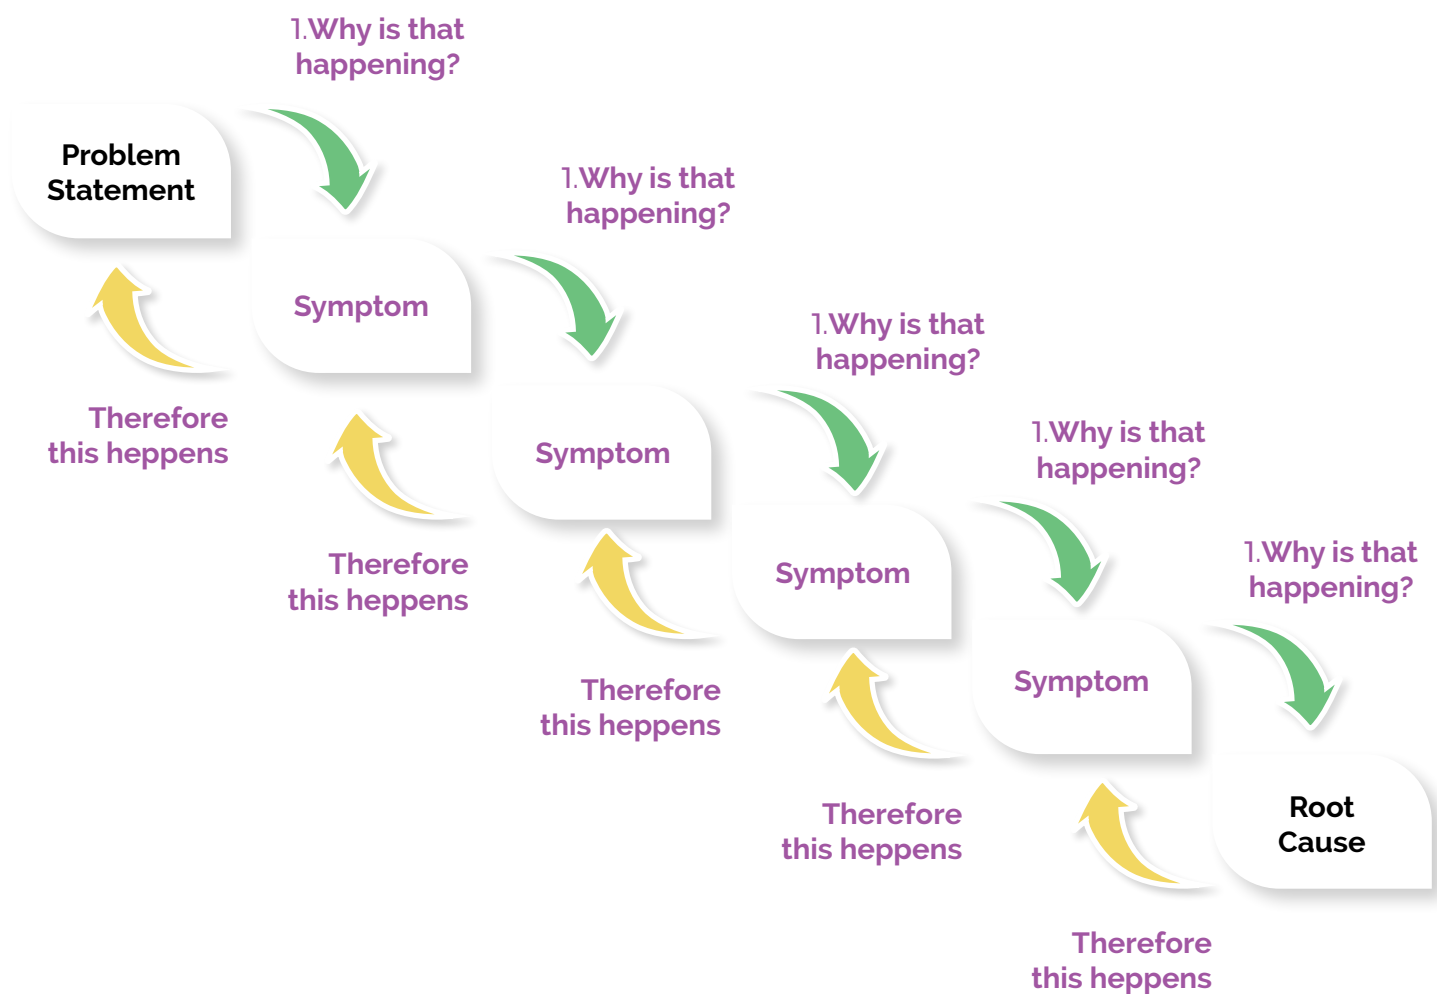 1.Why is that
happening?
Problem
Statement
1.Why is that
happening?
Symptom
1.Why is that
happening?
Therefore
this heppens
Symptom
1.Why is that
happening?
Therefore
this heppens
Symptom
1.Why is that
happening?
Therefore
this heppens
Symptom
Therefore
this heppens
Root
Cause
Therefore
this heppens